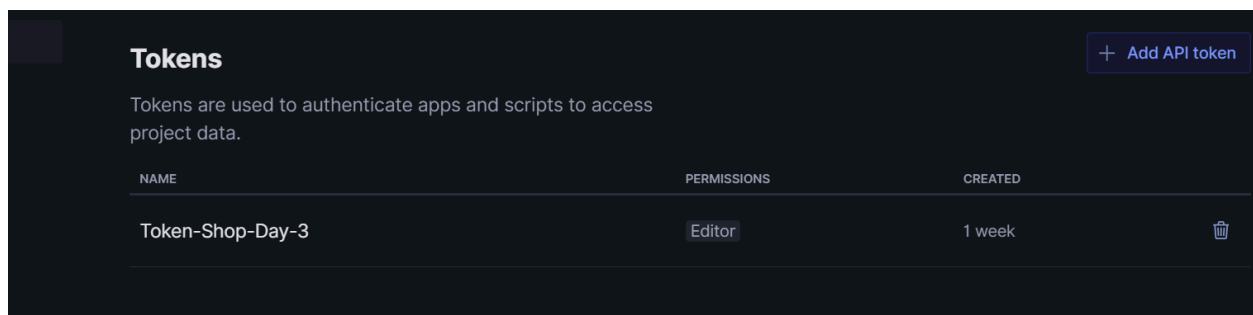 Tokens
Add API token
Tokens are used to authenticate apps and scripts to access
project data.
NAME PERMISSIONS CREATED
Token-Shop-Day-3 Editor 1 week